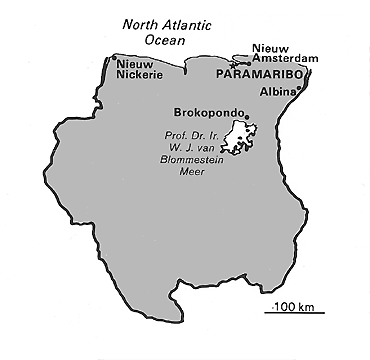 North Atlantic
Ocean
Nieuw
Amsterdam
Nieuw
Nickerie
PARAMARIBO
Albina
Brokopondo
Prof. Dr. Ir.
W. J. van
Blommestein
Meer
100 km